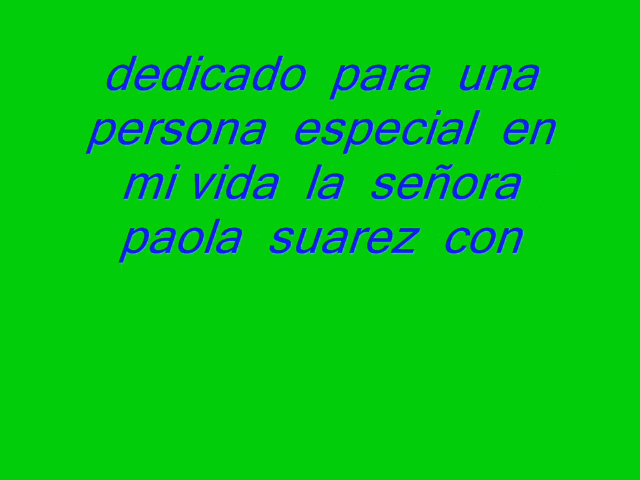 dedicado para una
persona especial en
mi vida la señora
paola suarez con